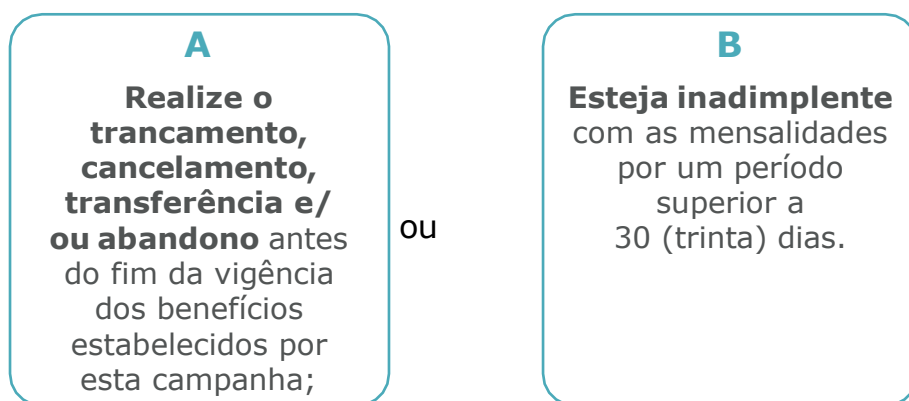 A
Realize o
trancamento,
cancelamento,
transferência e/
ou abandono antes
do fim da vigência
dos benefícios
estabelecidos por
esta campanha;
ou
B
Esteja inadimplente
com as mensalidades
por um período
superior a
30 (trinta) dias.